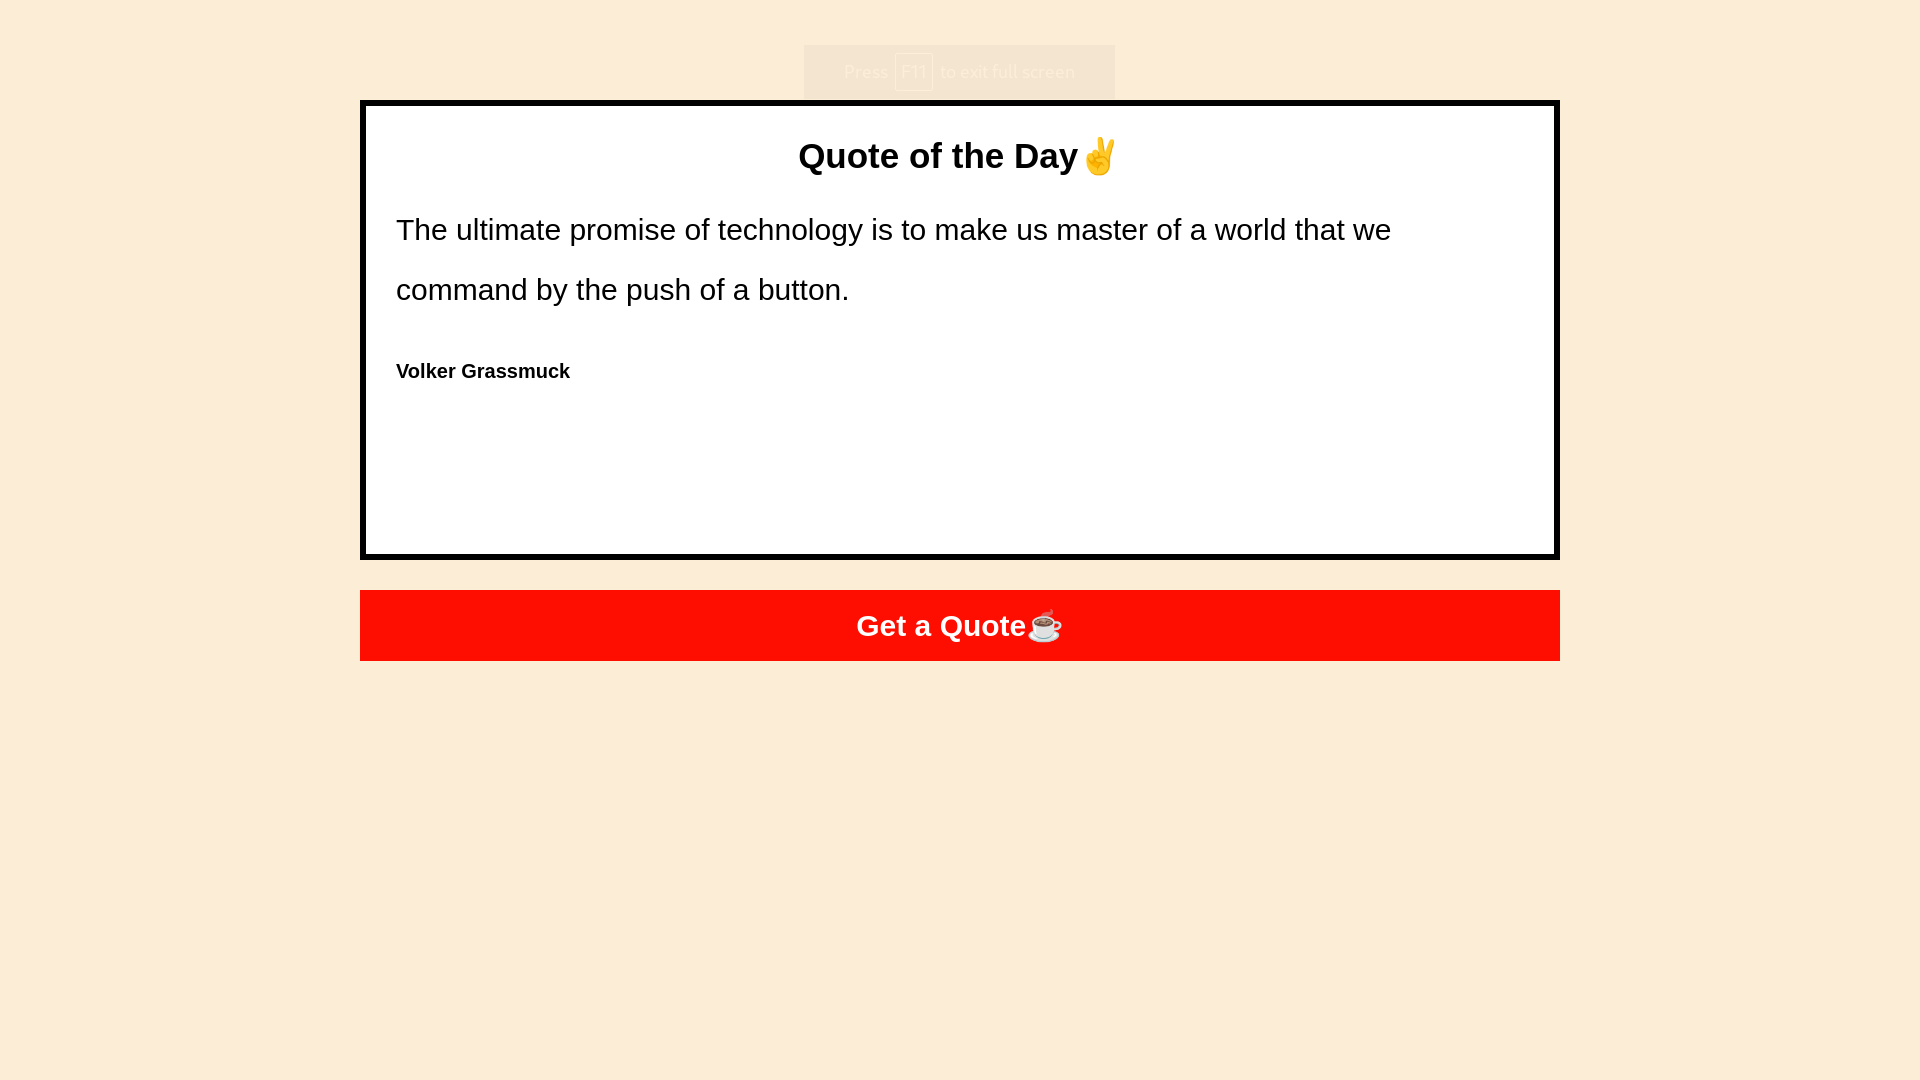 Press F11 to exit full screen
Quote of the Day✌
The ultimate promise of technology is to make us master of a world that we
command by the push of a button.
Volker Grassmuck
Get a Quote☕